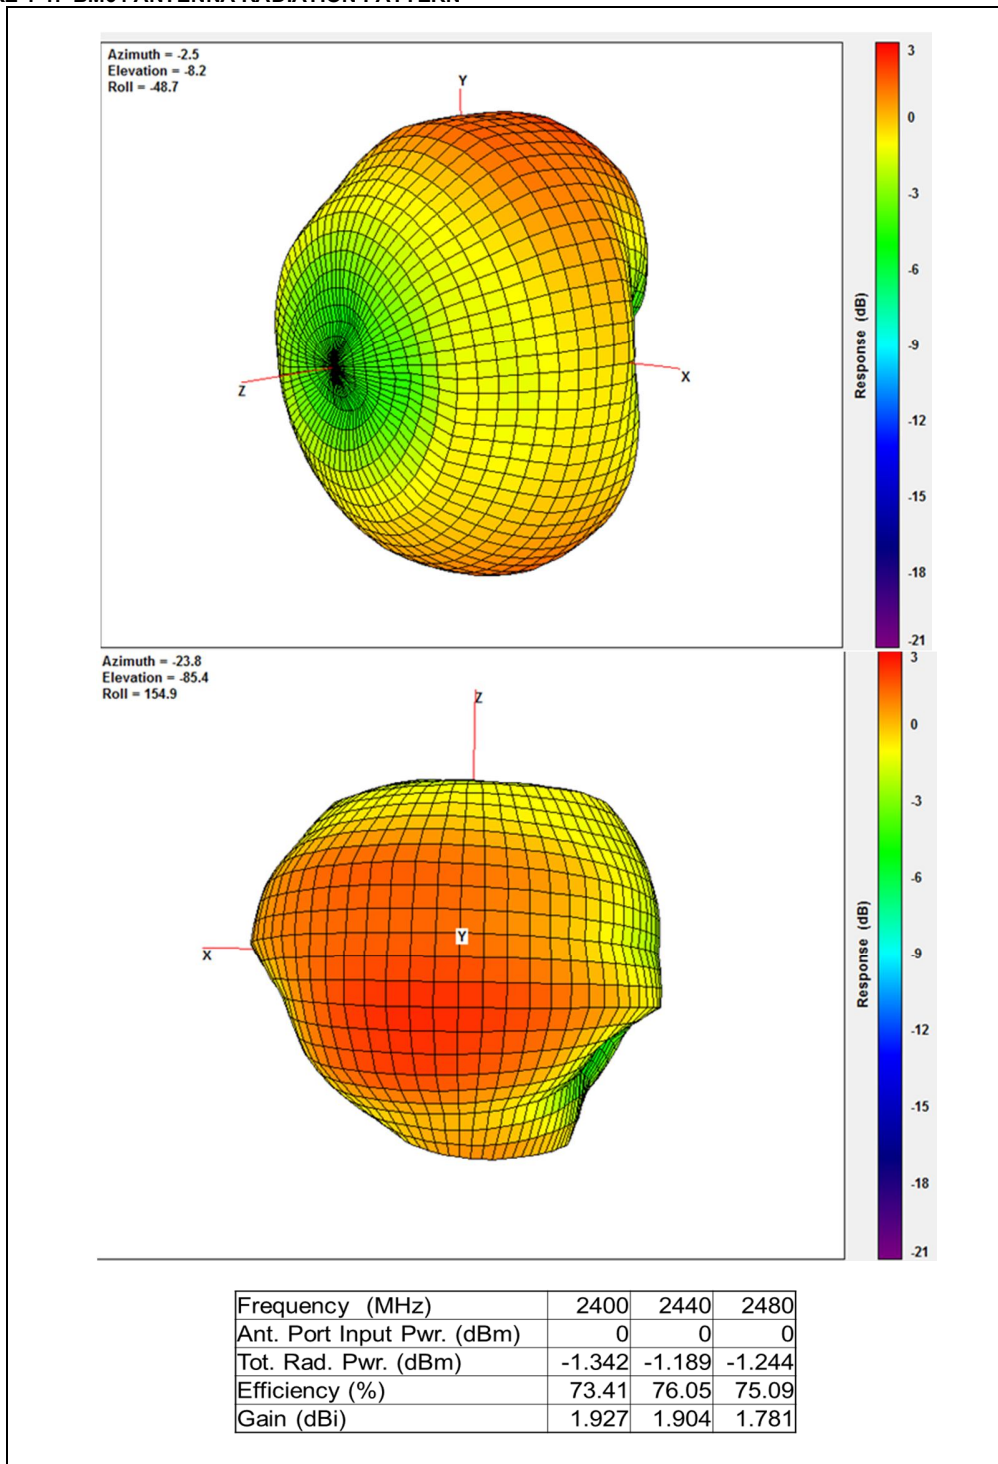 ANTENNA RADIATION PATTERN
Azimuth = -2.5
Elevation = -8.2
Roll = -48.7
Y
Z
X
3
0
-3
-6
-9
-12
-15
-18
-21
Response (dB)
Azimuth = -23.8
Elevation = -85.4
Roll = 154.9
Z
Y
X
3
0
-3
-6
-9
-12
-15
-18
-21
Response (dB)
Frequency (MHz) 2400 2440 2480
Ant. Port Input Pwr. (dBm) 0 0 0
Tot. Rad. Pwr. (dBm) -1.342 -1.189 -1.244
Efficiency (%) 73.41 76.05 75.09
Gain (dBi) 1.927 1.904 1.781